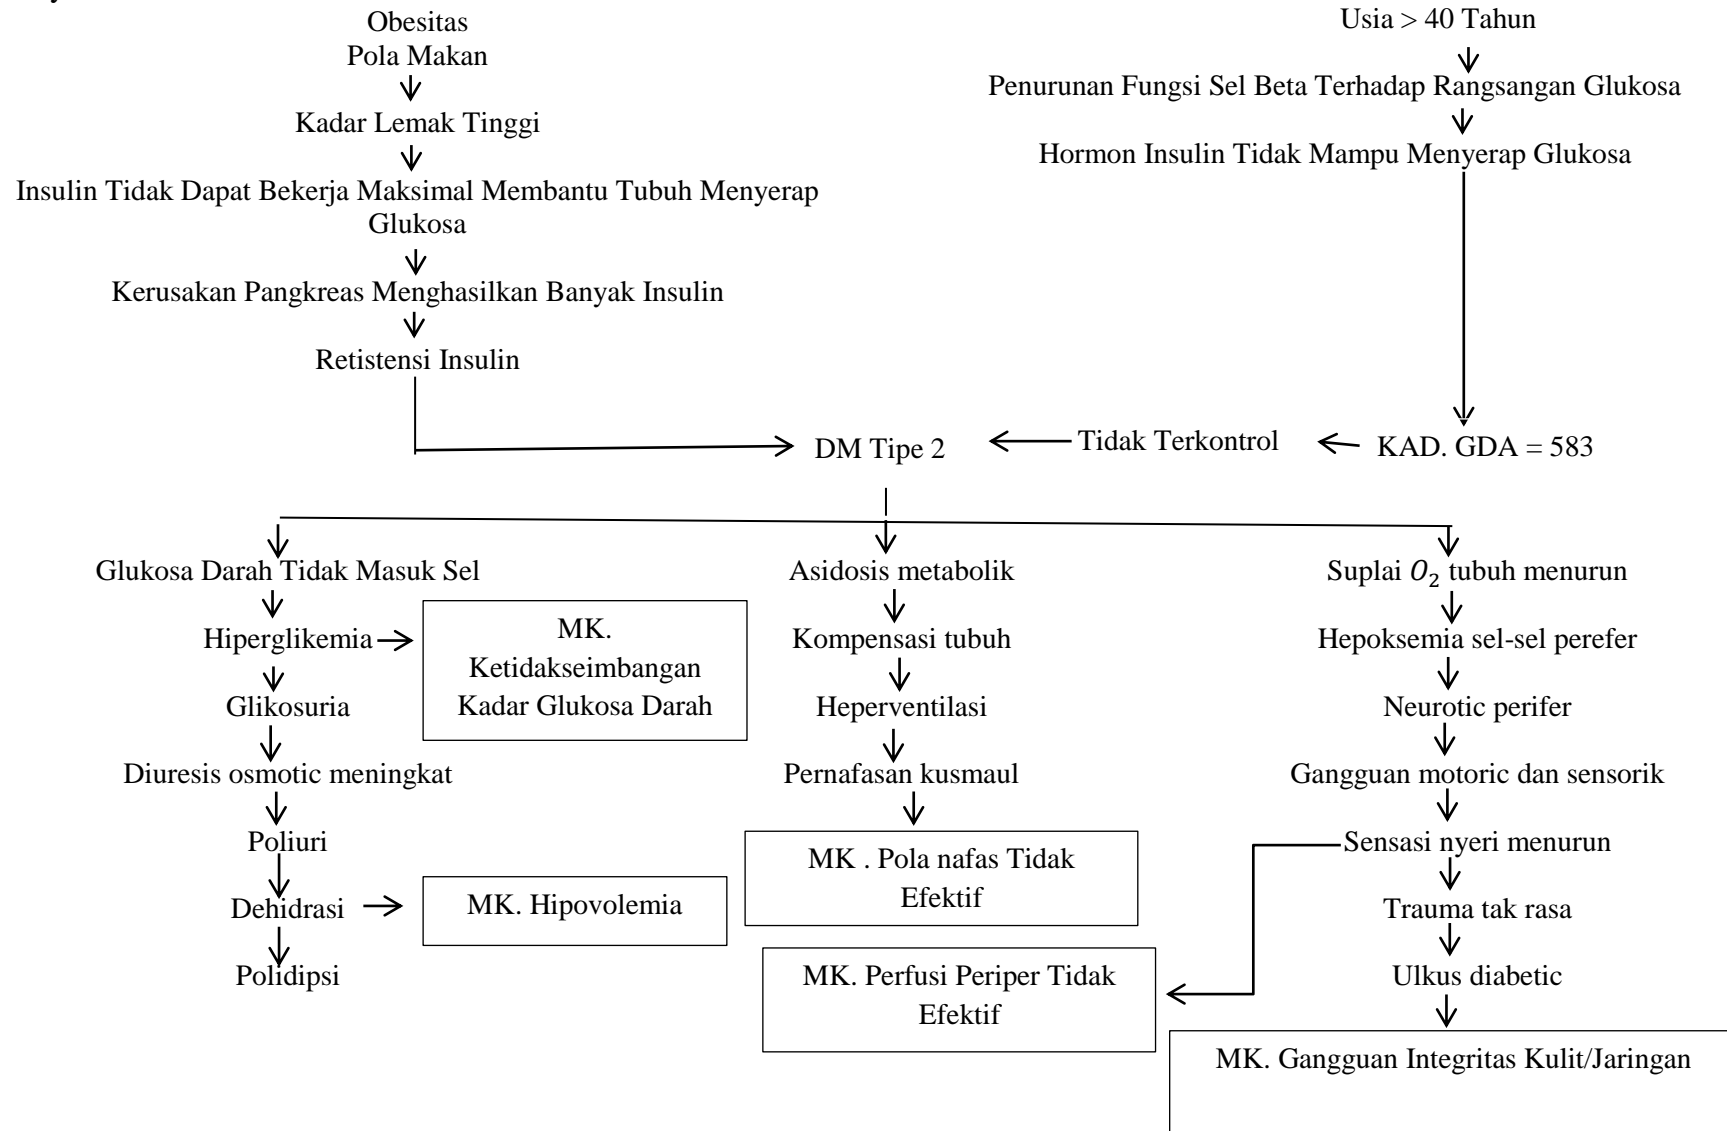 Obesitas
Pola Makan
Kadar Lemak Tinggi
Insulin Tidak Dapat Bekerja Maksimal Membantu Tubuh Menyerap
Glukosa
Kerusakan Pangkreas Menghasilkan Banyak Insulin
Retistensi Insulin
Usia > 40 Tahun
Penurunan Fungsi Sel Beta Terhadap Rangsangan Glukosa
Hormon Insulin Tidak Mampu Menyerap Glukosa
KAD. GDA = 583
Tidak Terkontrol
DM Tipe 2
Glukosa Darah Tidak Masuk Sel
Hiperglikemia
MK.
Ketidakseimbangan
Kadar Glukosa Darah
Glikosuria
Diuresis osmotic meningkat
Poliuri
Dehidrasi
MK. Hipovolemia
Polidipsi
Asidosis metabolik
Kompensasi tubuh
Heperventilasi
Pernafasan kusmaul
MK . Pola nafas Tidak
Efektif
Suplai O₂ tubuh menurun
Hepoksemia sel-sel perefer
Neurotic perifer
Gangguan motoric dan sensorik
Sensasi nyeri menurun
MK. Perfusi Periper Tidak
Efektif
Trauma tak rasa
Ulkus diabetic
MK. Gangguan Integritas Kulit/Jaringan